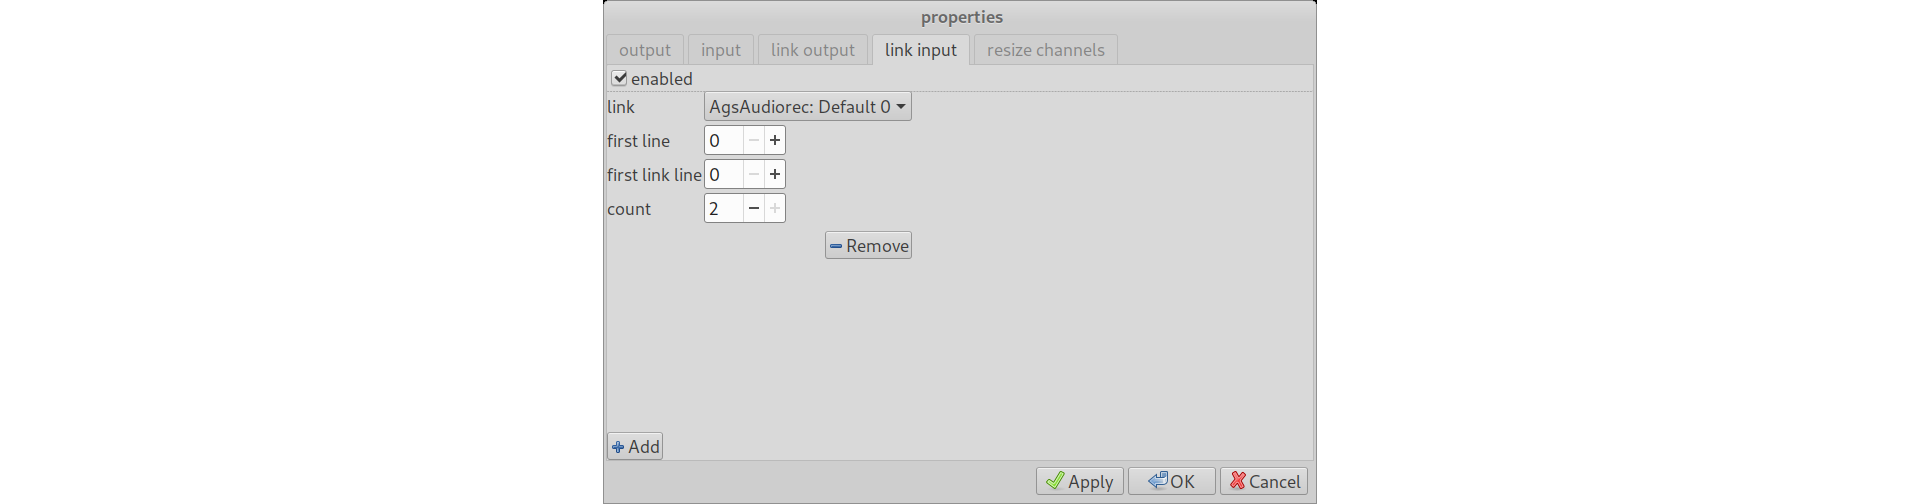 properties
output input link output link input resize channels
enabled
link AgsAudiorec: Default 0
first line 0
first link line 0
count 2
Remove
Add
Apply OK Cancel